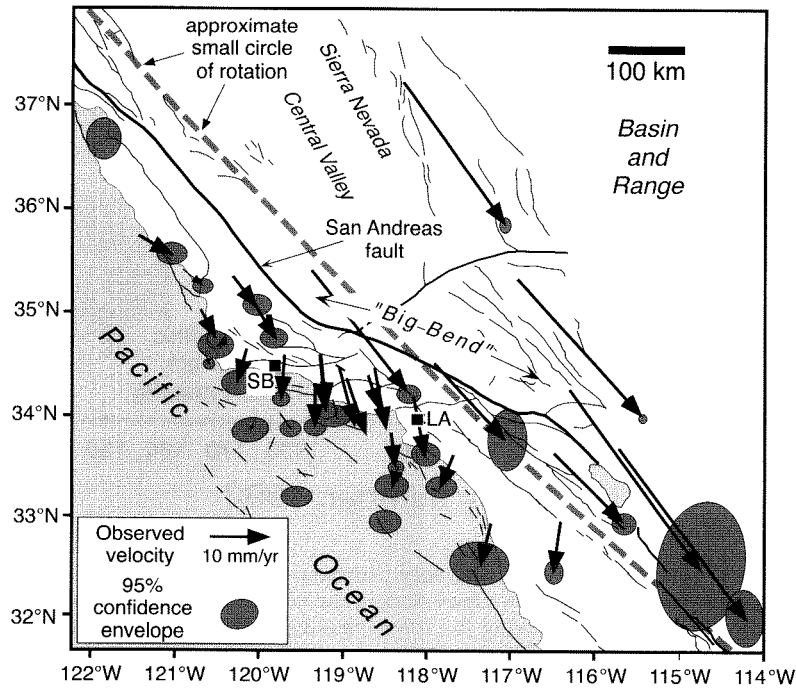 approximate
small circle
of rotation
Sierra Nevada
Central Valley
100 km
Basin
and
Range
San Andreas
fault
"Big Bend"
Pacific
Ocean
SB
LA
37°N
36°N
35°N
34°N
33°N
32°N
Observed
velocity
10 mm/yr
95%
confidence
envelope
122°W 121°W 120°W 119°W 118°W 117°W 116°W 115°W 114°W